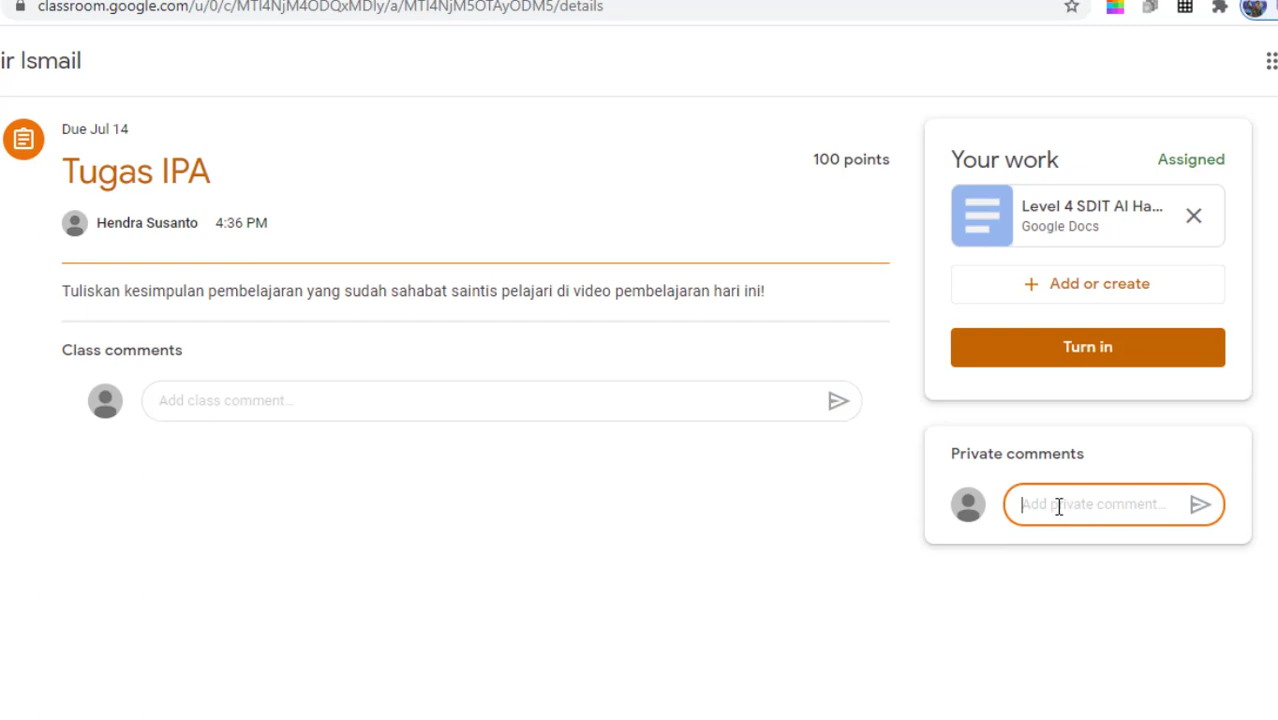 classroom.google.com/u/0/c/MTI4NjM4ODQxMDIy/a/MTI4NjM5OTAyODM5/details
ir Ismail
Due Jul 14
Tugas IPA
100 points
Hendra Susanto 4:36 PM
Tuliskan kesimpulan pembelajaran yang sudah sahabat saintis pelajari di video pembelajaran hari ini!
Class comments
Add class comment...
Your work
Assigned
Level 4 SDIT Al Ha...
Google Docs
+ Add or create
Turn in
Private comments
Add private comment...